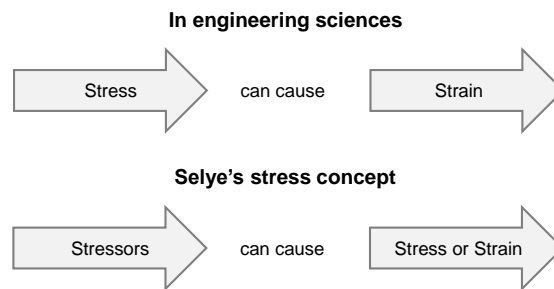 In engineering sciences
Stress can cause Strain
Selye's stress concept
Stressors can cause Stress or Strain